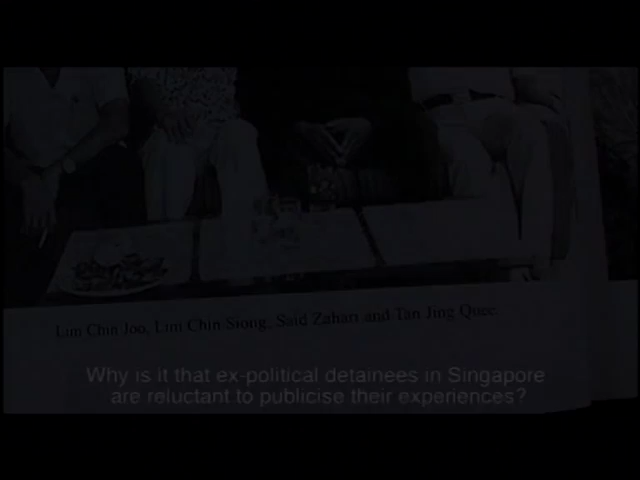 Lim Chin Joo, Lim Chin Siong, Said Zahari and Tan Jing Quee.
Why is it that ex-political detainees in Singapore
are reluctant to publicise their experiences?